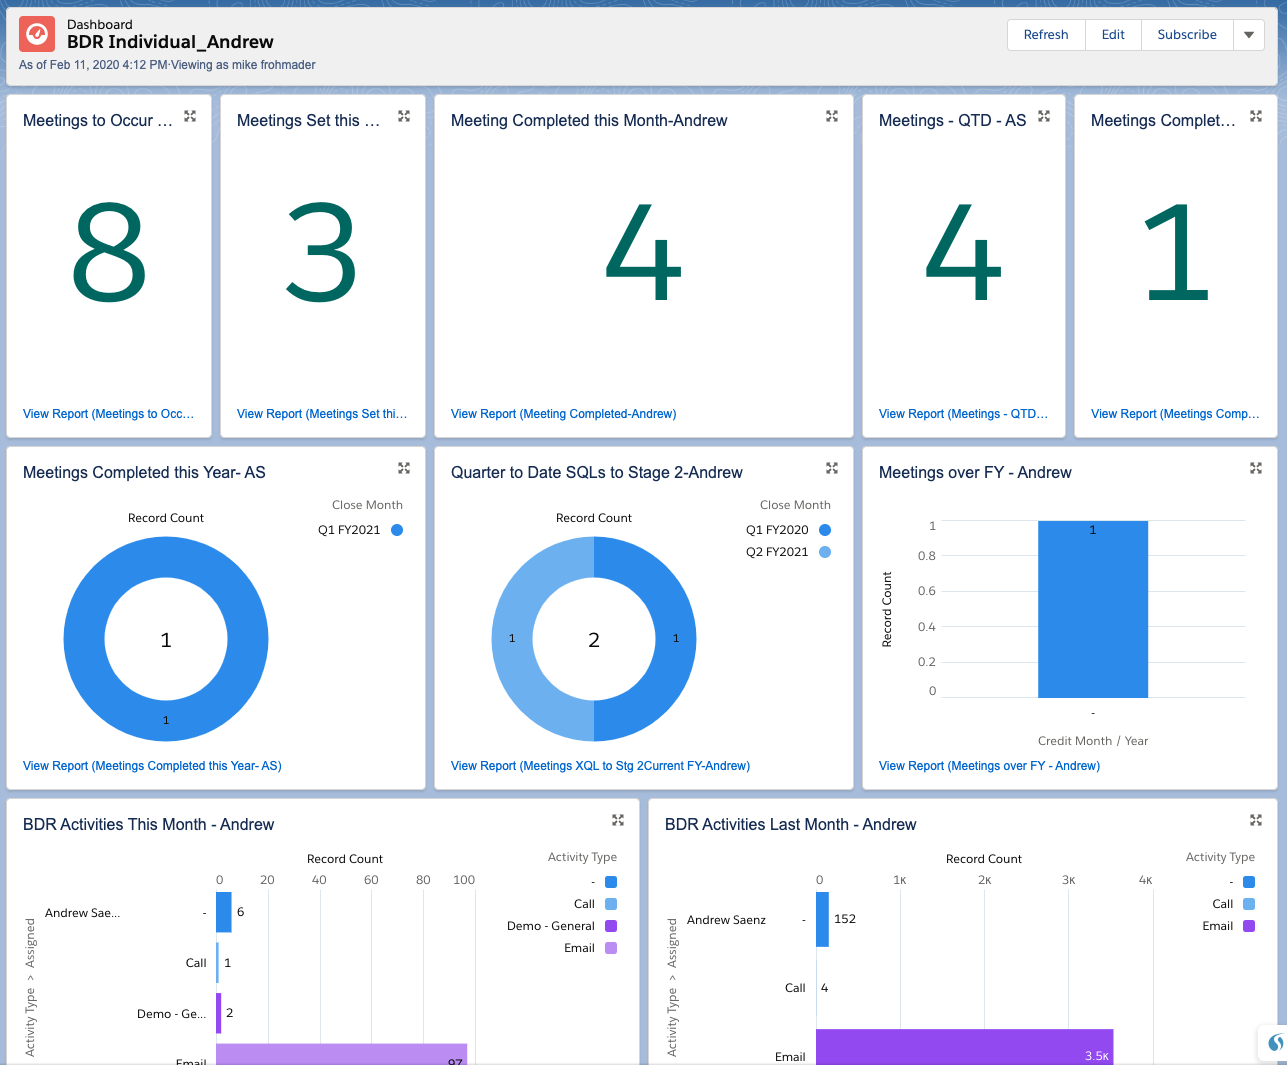 Dashboard
BDR Individual_Andrew
As of Feb 11, 2020 4:12 PM·Viewing as mike frohmader
Refresh
Edit
Subscribe
Meetings to Occur ...
8
View Report (Meetings to Occ...
Meetings Set this ...
3
View Report (Meetings Set thi...
Meeting Completed this Month-Andrew
4
View Report (Meeting Completed-Andrew)
Meetings - QTD - AS
4
View Report (Meetings - QTD...
Meetings Complet...
1
View Report (Meetings Comp...
Meetings Completed this Year- AS
Close Month
Record Count
Q1 FY2021
1
1
View Report (Meetings Completed this Year- AS)
Quarter to Date SQLs to Stage 2-Andrew
Close Month
Record Count
Q1 FY2020
Q2 FY2021
1
2
1
View Report (Meetings XQL to Stg 2Current FY-Andrew)
Meetings over FY - Andrew
Record Count
1
0.8
0.6
0.4
0.2
0
1
-
Credit Month / Year
View Report (Meetings over FY - Andrew)
BDR Activities This Month - Andrew
Record Count
Activity Type
0 20 40 60 80 100
-
Call
Demo - General
Email
Activity Type > Assigned
Andrew Sae... - 6
Call 1
Demo - Ge... 2
Email 97
BDR Activities Last Month - Andrew
Record Count
Activity Type
0 1K 2K 3K 4K
-
Call
Email
Activity Type > Assigned
Andrew Saenz - 152
Call 4
Email 3.5K